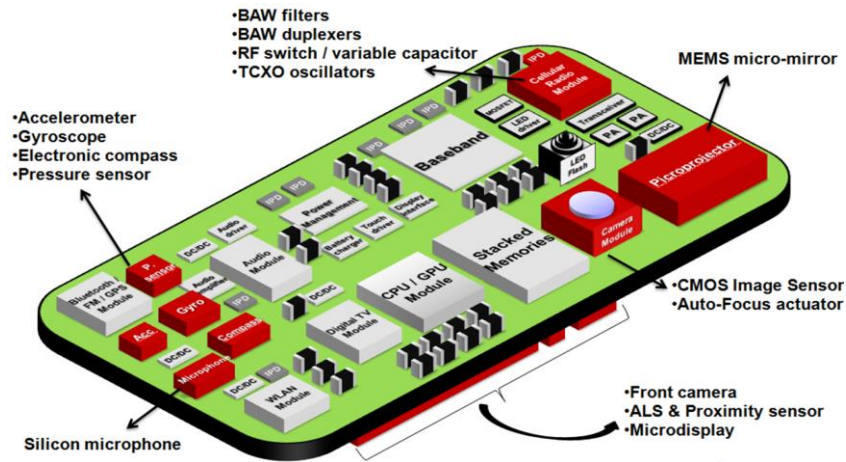 •BAW filters
•BAW duplexers
•RF switch / variable capacitor
•TCXO oscillators
MEMS micro-mirror
•Accelerometer
•Gyroscope
•Electronic compass
•Pressure sensor
IPD
Cellular
Radio
Module
MOSFET
LED
driver
Transceiver
PA
PA
DC/DC
IPD
IPD
IPD
Baseband
LED
Flash
Picroprojector
IPD
IPD
Power
Management
Display
interface
Touch
driver
Battery
charger
Camera
Module
Audio
driver
DC/DC
Audio Module
Stacked
Memories
P.
sensor
Bluetooth
FM / GPS
Module
Audio
amplifier
CPU / GPU
Module
•CMOS Image Sensor
•Auto-Focus actuator
Gyro
IPD
DC/DC
Digital TV
Module
Acc.
Compass
DC/DC
Microphone
IPD
DC/DC
WLAN
Module
Silicon microphone
•Front camera
•ALS & Proximity sensor
•Microdisplay